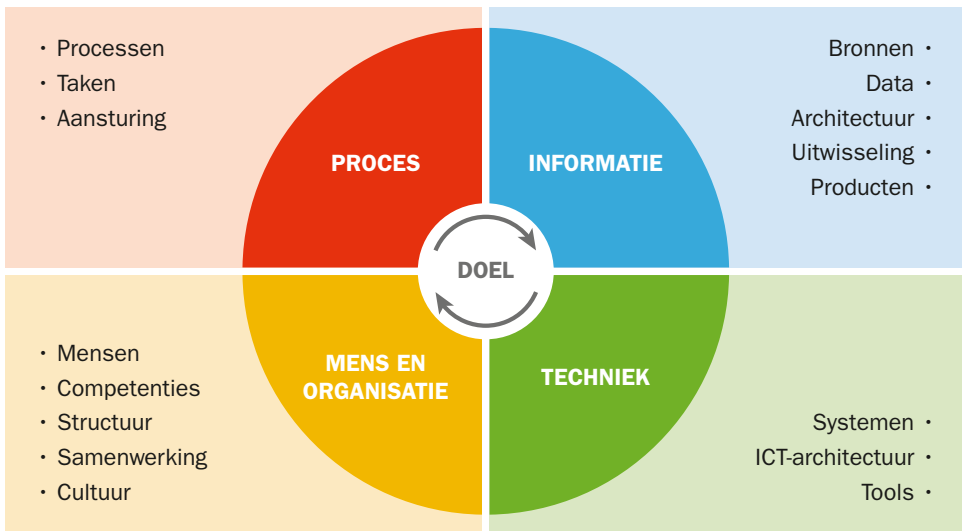 · Processen
· Taken
· Aansturing
PROCES
INFORMATIE
Bronnen ·
Data ·
Architectuur ·
Uitwisseling ·
Producten ·
DOEL
· Mensen
· Competenties
· Structuur
· Samenwerking
· Cultuur
MENS EN
ORGANISATIE
TECHNIEK
Systemen ·
ICT-architectuur ·
Tools ·